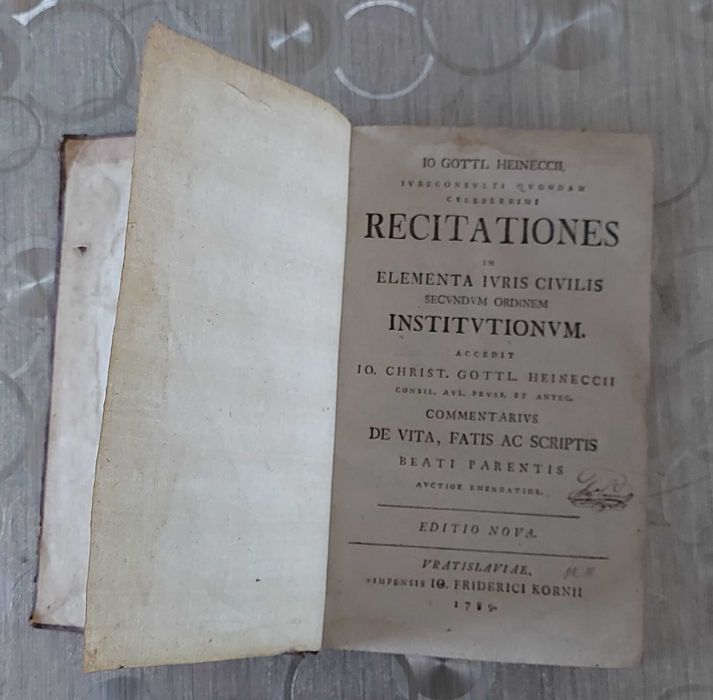 IO GOTTL HEINECCII,
IVRECONSVLTI QVONDAM
CELEBERRIMI
RECITATIONES
IN
ELEMENTA IVRIS CIVILIS
SECVNDVM ORDINEM
INSTITVTIONVM.
ACCEDIT
IO. CHRIST. GOTTL. HEINECCII
CONSIL. AVL. PRVSS. ET ANTEC.
COMMENTARIVS
DE VITA, FATIS AC SCRIPTIS
BEATI PARENTIS
AVCTIOR EMENDATIOR.
EDITIO NOVA.
VRATISLAVIAE,
IMPENSIS IO. FRIDERICI KORNII
1789.